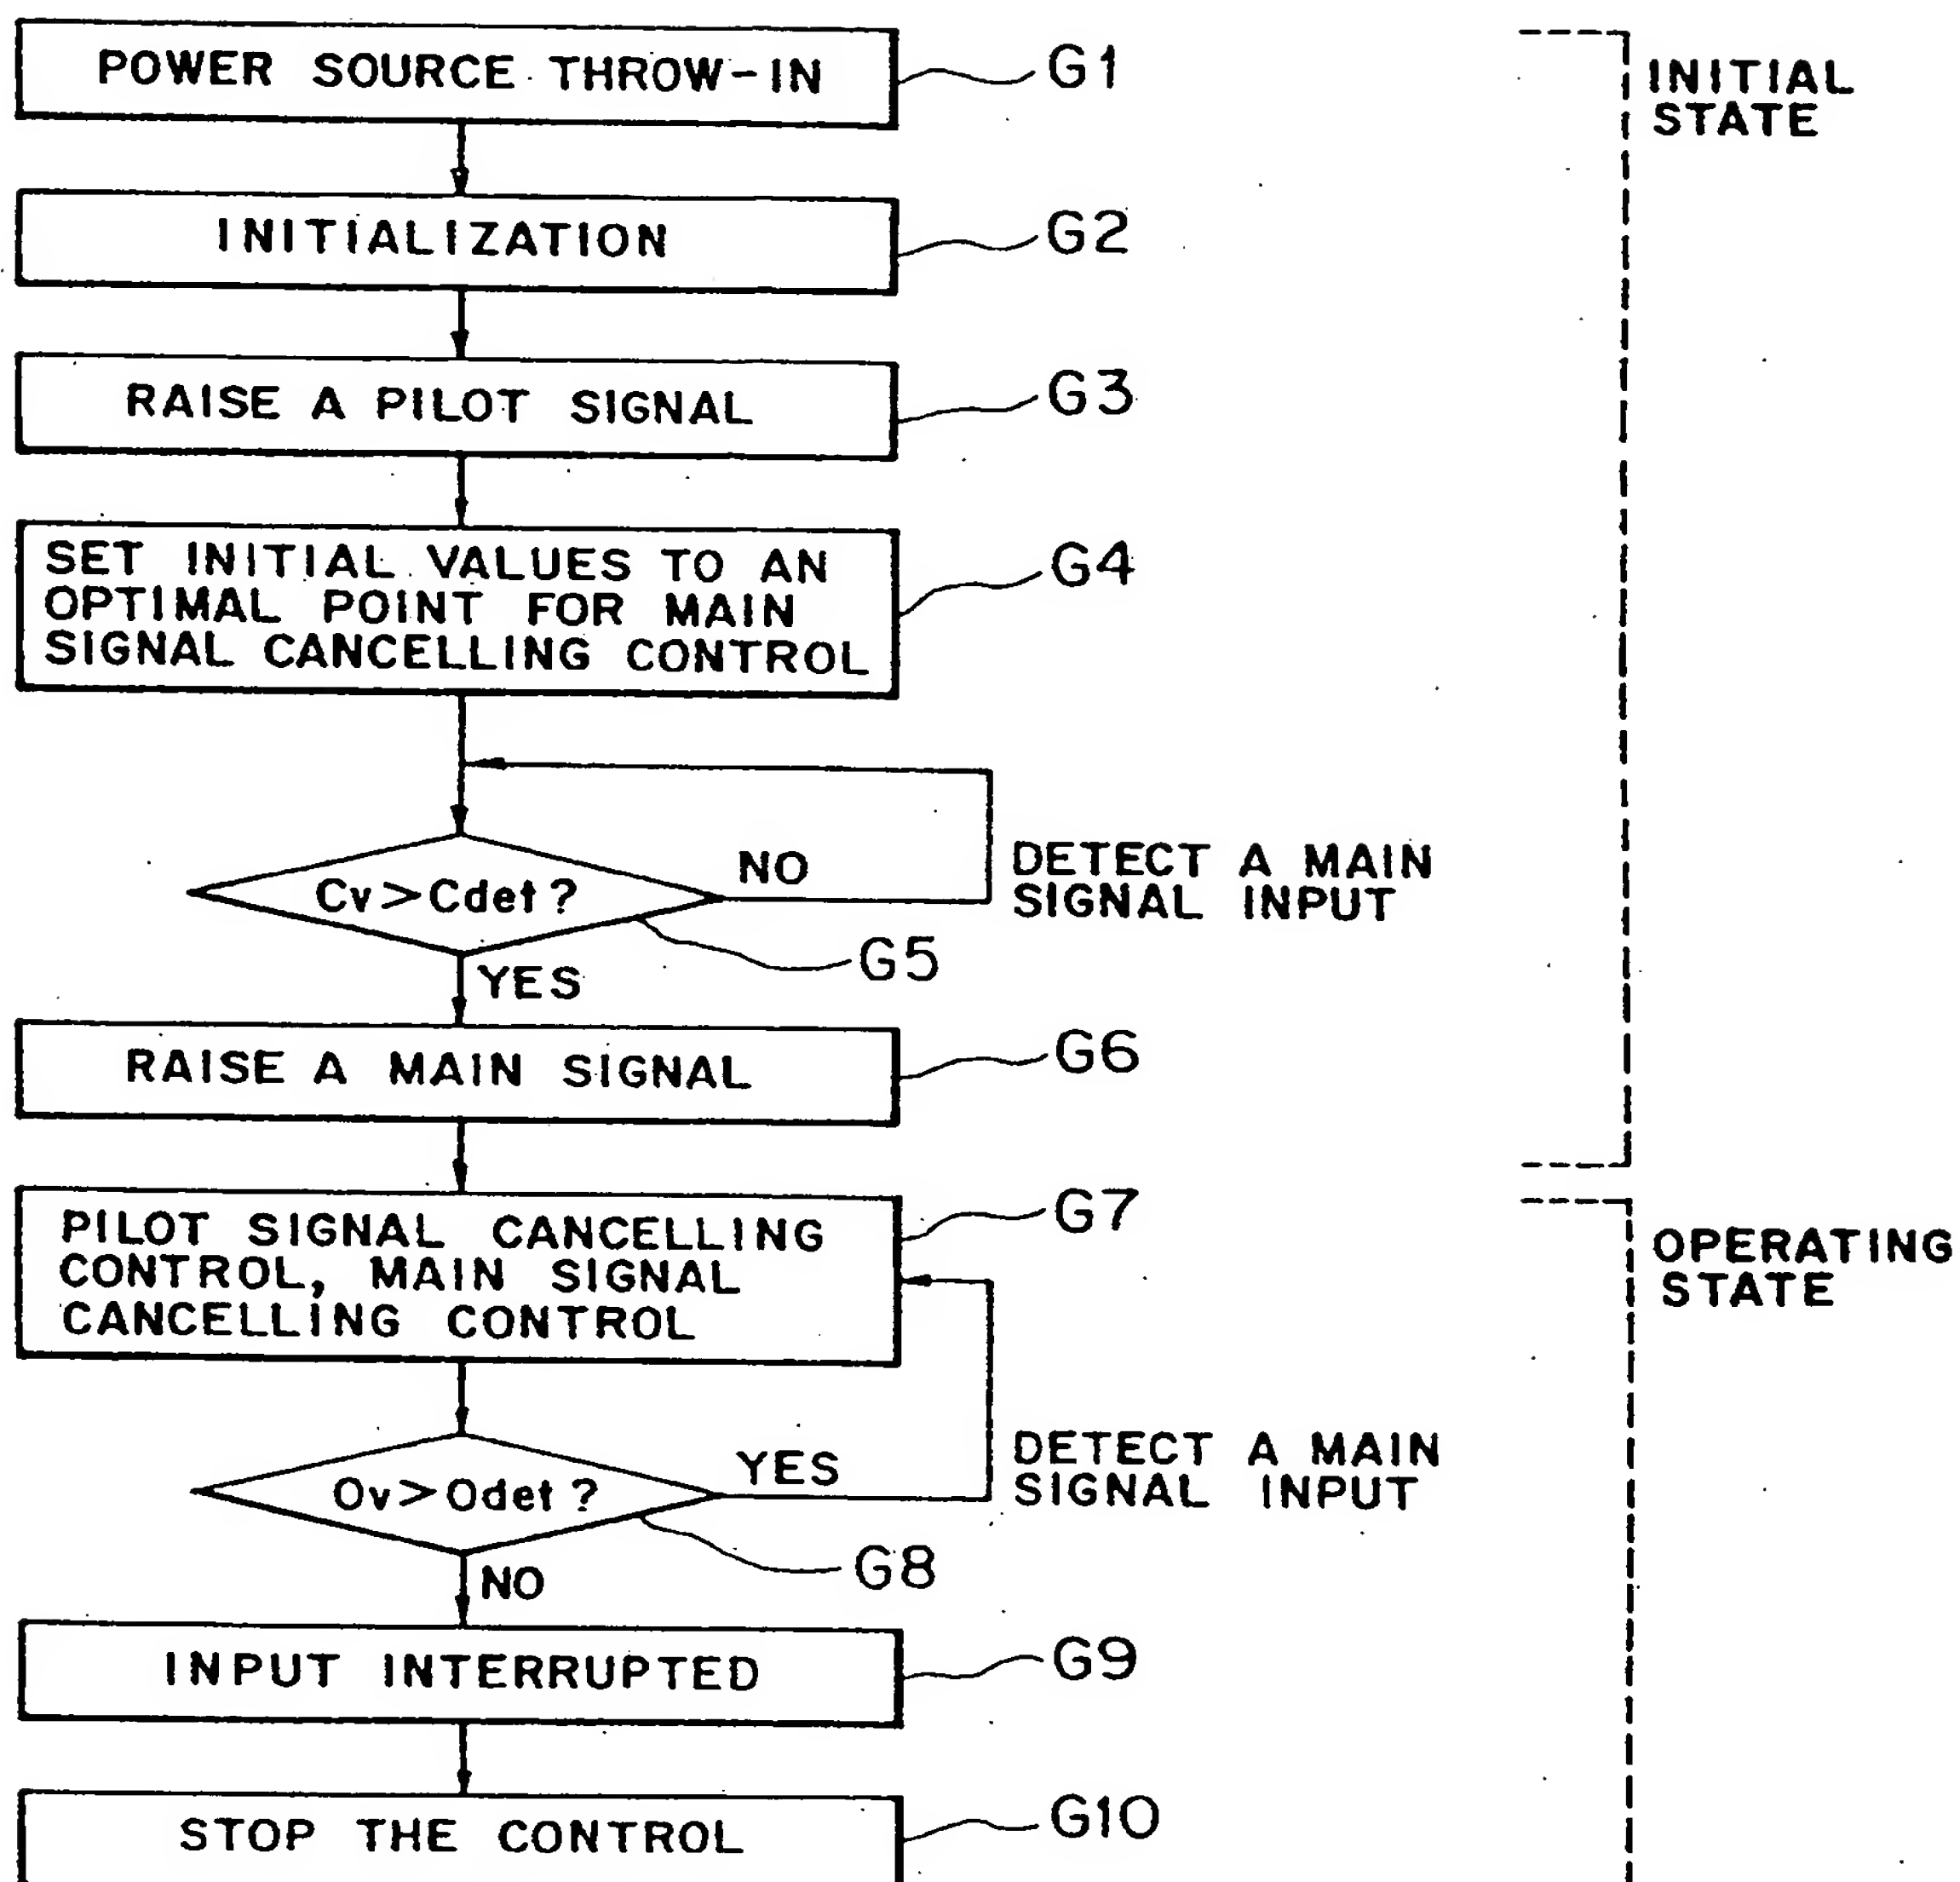 POWER SOURCE THROW-IN
G1
INITIAL
STATE
INITIALIZATION
G2
RAISE A PILOT SIGNAL
G3
SET INITIAL VALUES TO AN
OPTIMAL POINT FOR MAIN
SIGNAL CANCELLING CONTROL
G4
Cv>Cdet?
NO
DETECT A MAIN
SIGNAL INPUT
G5
YES
RAISE A MAIN SIGNAL
G6
PILOT SIGNAL CANCELLING
CONTROL, MAIN SIGNAL
CANCELLING CONTROL
G7
OPERATING
STATE
Ov>Odet?
YES
DETECT A MAIN
SIGNAL INPUT
G8
NO
INPUT INTERRUPTED
G9
STOP THE CONTROL
G10